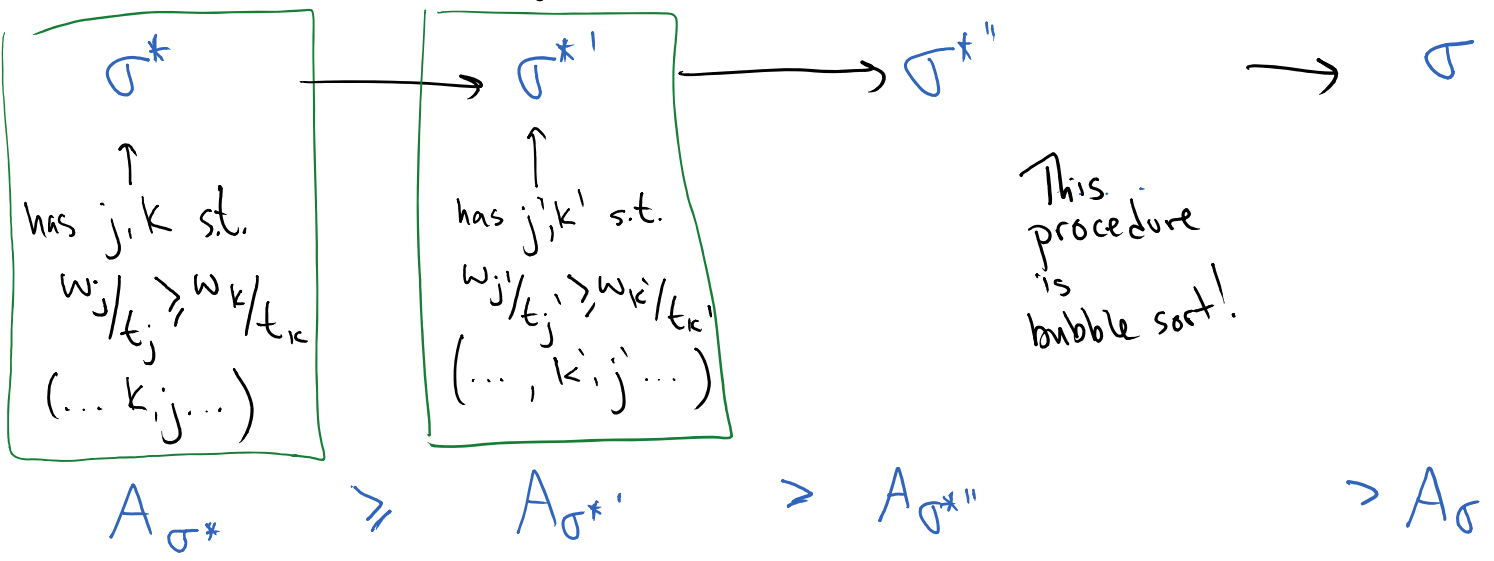 σ* → σ*' → σ*'' → σ
↑ ↑
has j, k s.t.
w_j/t_j ⩾ w_k/t_k
(... k, j ...)
has j', k' s.t.
w_j'/t_j' ⩾ w_k'/t_k'
(..., k', j' ...)
This
procedure
is
bubble sort!
A_σ* ⩾ A_σ*' > A_σ*'' > A_σ